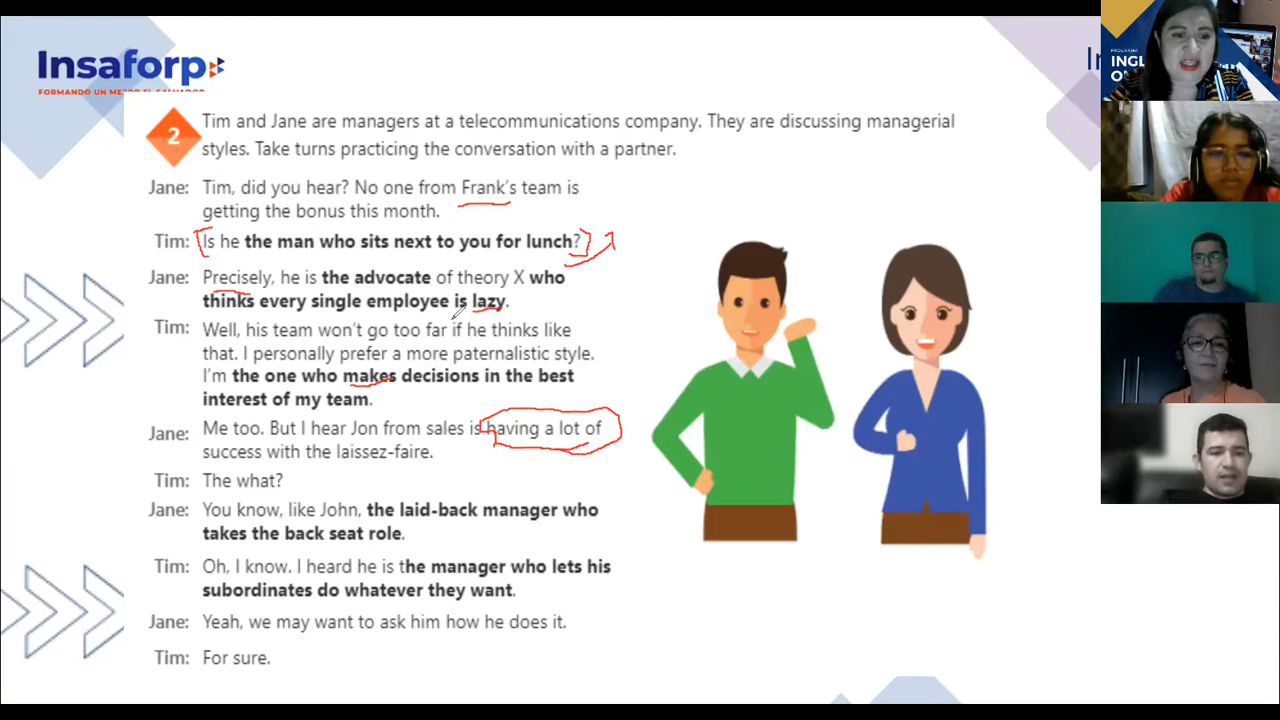 Insaforp
FORMANDO UN MEJOR EL SALVADOR
In
PROGRAMA
INGL
O
2
Tim and Jane are managers at a telecommunications company. They are discussing managerial
styles. Take turns practicing the conversation with a partner.
Jane: Tim, did you hear? No one from Frank's team is
getting the bonus this month.
Tim: Is he the man who sits next to you for lunch?
Jane: Precisely, he is the advocate of theory X who
thinks every single employee is lazy.
Tim: Well, his team won't go too far if he thinks like
that. I personally prefer a more paternalistic style.
I'm the one who makes decisions in the best
interest of my team.
Jane: Me too. But I hear Jon from sales is having a lot of
success with the laissez-faire.
Tim: The what?
Jane: You know, like John, the laid-back manager who
takes the back seat role.
Tim: Oh, I know. I heard he is the manager who lets his
subordinates do whatever they want.
Jane: Yeah, we may want to ask him how he does it.
Tim: For sure.